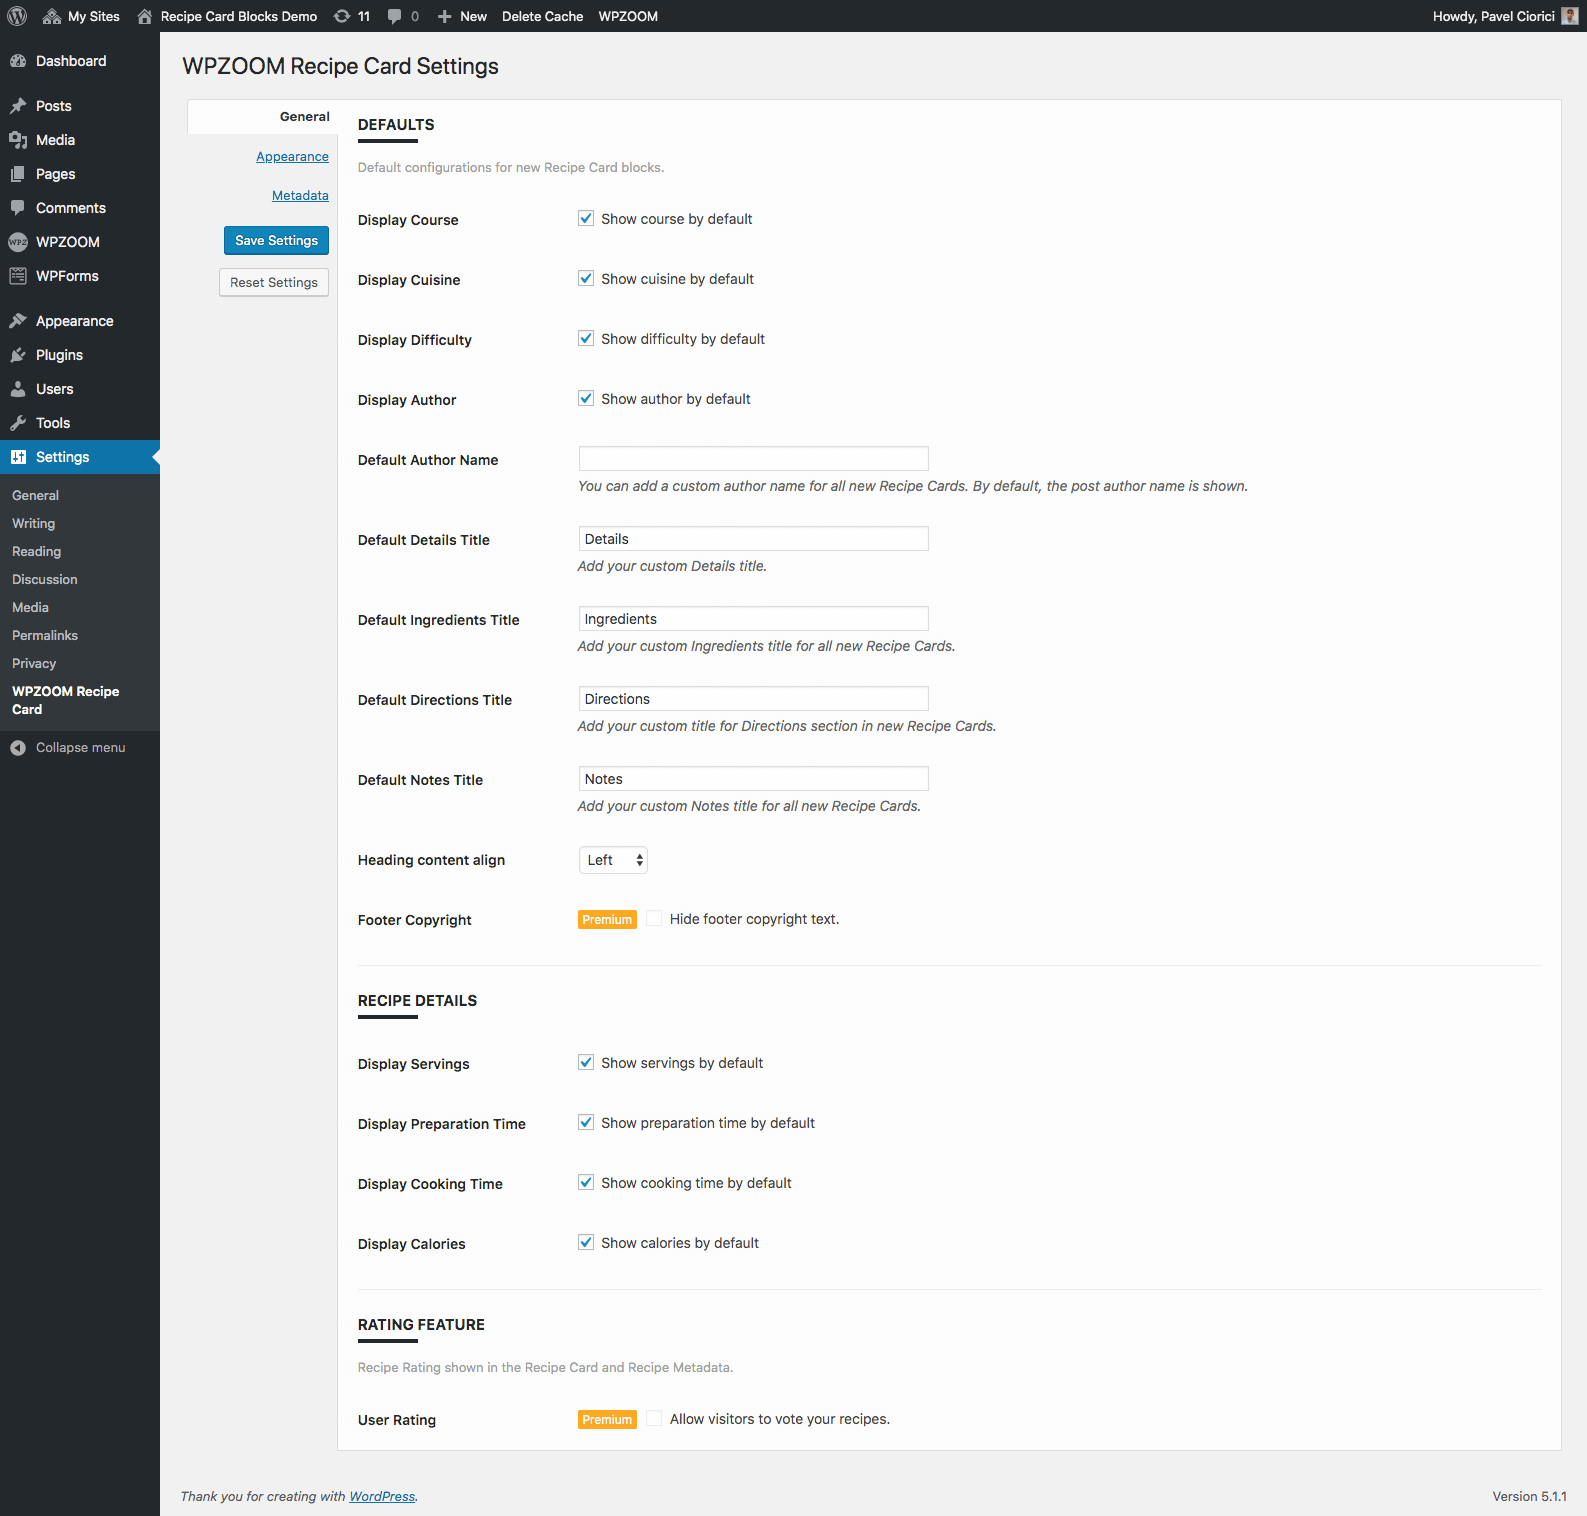 My Sites Recipe Card Blocks Demo 11 0 New Delete Cache WPZOOM Howdy, Pavel Ciorici
Dashboard
Posts
Media
Pages
Comments
WPZOOM
WPForms
Appearance
Plugins
Users
Tools
Settings
General
Writing
Reading
Discussion
Media
Permalinks
Privacy
WPZOOM Recipe
Card
Collapse menu
WPZOOM Recipe Card Settings
General
Appearance
Metadata
Save Settings
Reset Settings
DEFAULTS
Default configurations for new Recipe Card blocks.
Display Course Show course by default
Display Cuisine Show cuisine by default
Display Difficulty Show difficulty by default
Display Author Show author by default
Default Author Name
You can add a custom author name for all new Recipe Cards. By default, the post author name is shown.
Default Details Title Details
Add your custom Details title.
Default Ingredients Title Ingredients
Add your custom Ingredients title for all new Recipe Cards.
Default Directions Title Directions
Add your custom title for Directions section in new Recipe Cards.
Default Notes Title Notes
Add your custom Notes title for all new Recipe Cards.
Heading content align Left
Footer Copyright Premium Hide footer copyright text.
RECIPE DETAILS
Display Servings Show servings by default
Display Preparation Time Show preparation time by default
Display Cooking Time Show cooking time by default
Display Calories Show calories by default
RATING FEATURE
Recipe Rating shown in the Recipe Card and Recipe Metadata.
User Rating Premium Allow visitors to vote your recipes.
Thank you for creating with WordPress. Version 5.1.1